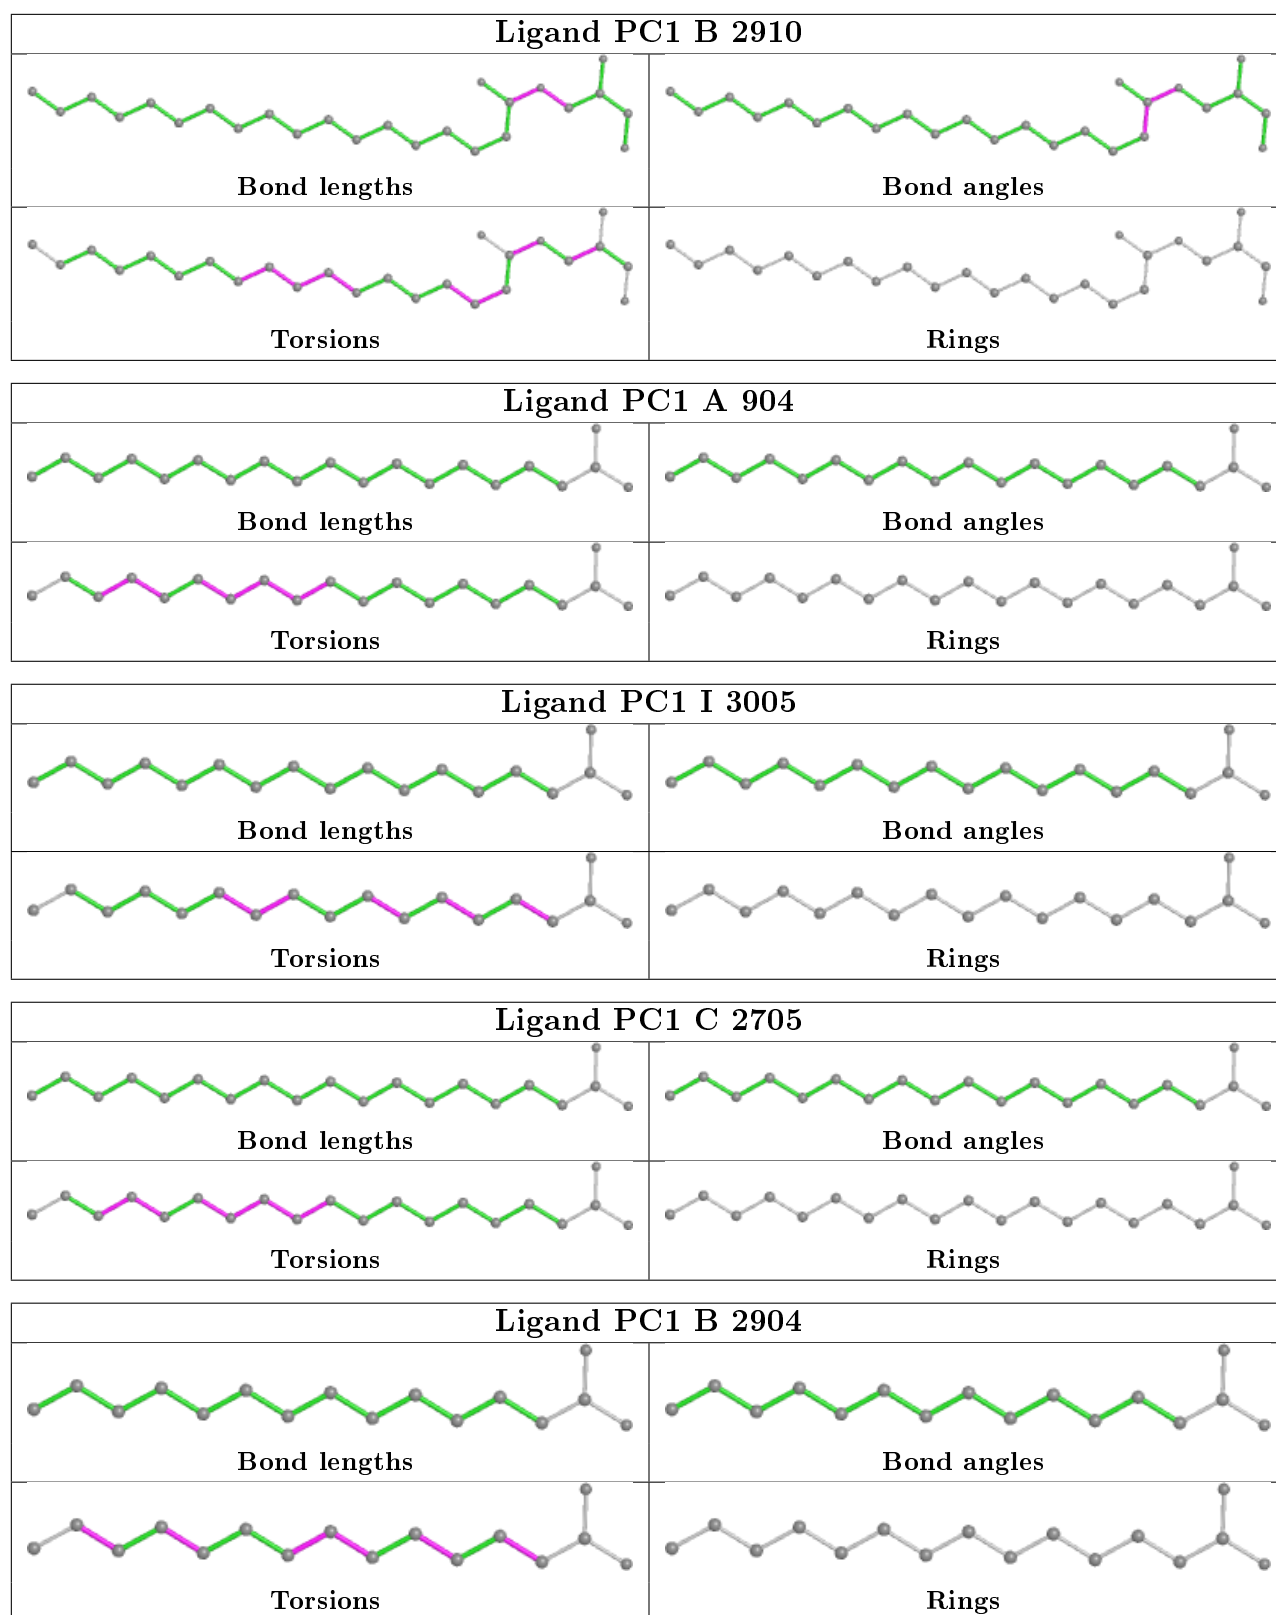 Ligand PC1 B 2910
Bond lengths
Bond angles
Torsions
Rings
Ligand PC1 A 904
Bond lengths
Bond angles
Torsions
Rings
Ligand PC1 I 3005
Bond lengths
Bond angles
Torsions
Rings
Ligand PC1 C 2705
Bond lengths
Bond angles
Torsions
Rings
Ligand PC1 B 2904
Bond lengths
Bond angles
Torsions
Rings